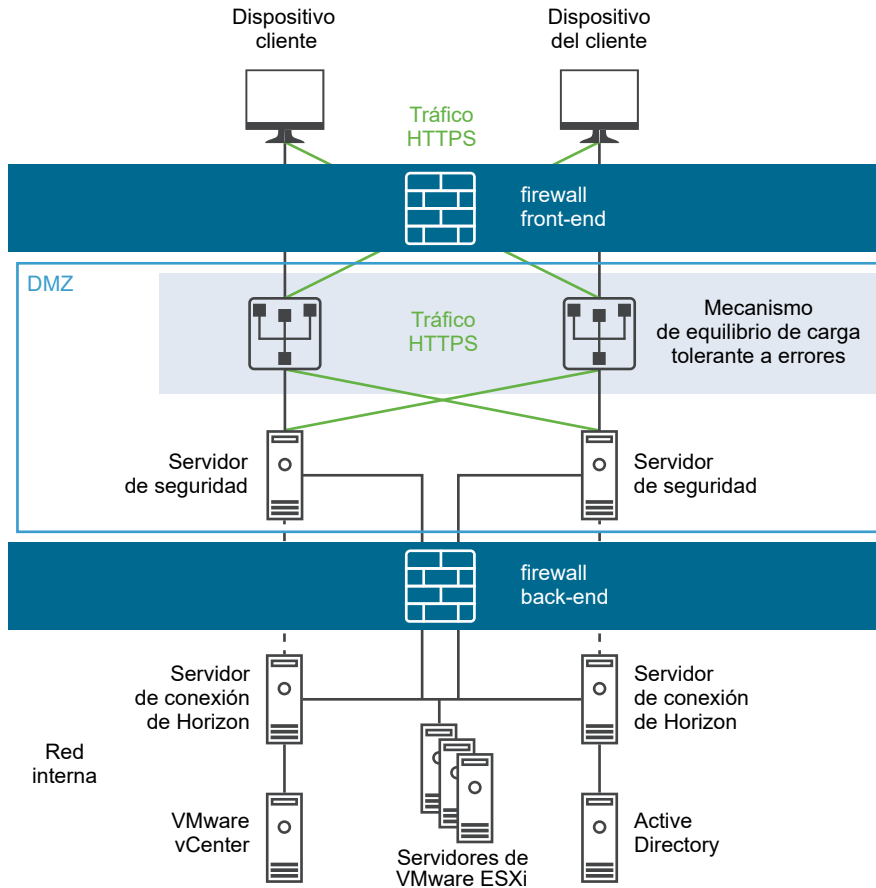 Dispositivo
cliente
Dispositivo
del cliente
Tráfico
HTTPS
firewall
front-end
DMZ
Tráfico
HTTPS
Mecanismo
de equilibrio de carga
tolerante a errores
Servidor
de seguridad
Servidor
de seguridad
firewall
back-end
Servidor
de conexión
de Horizon
Servidor
de conexión
de Horizon
Red
interna
VMware
vCenter
Servidores de
VMware ESXi
Active
Directory